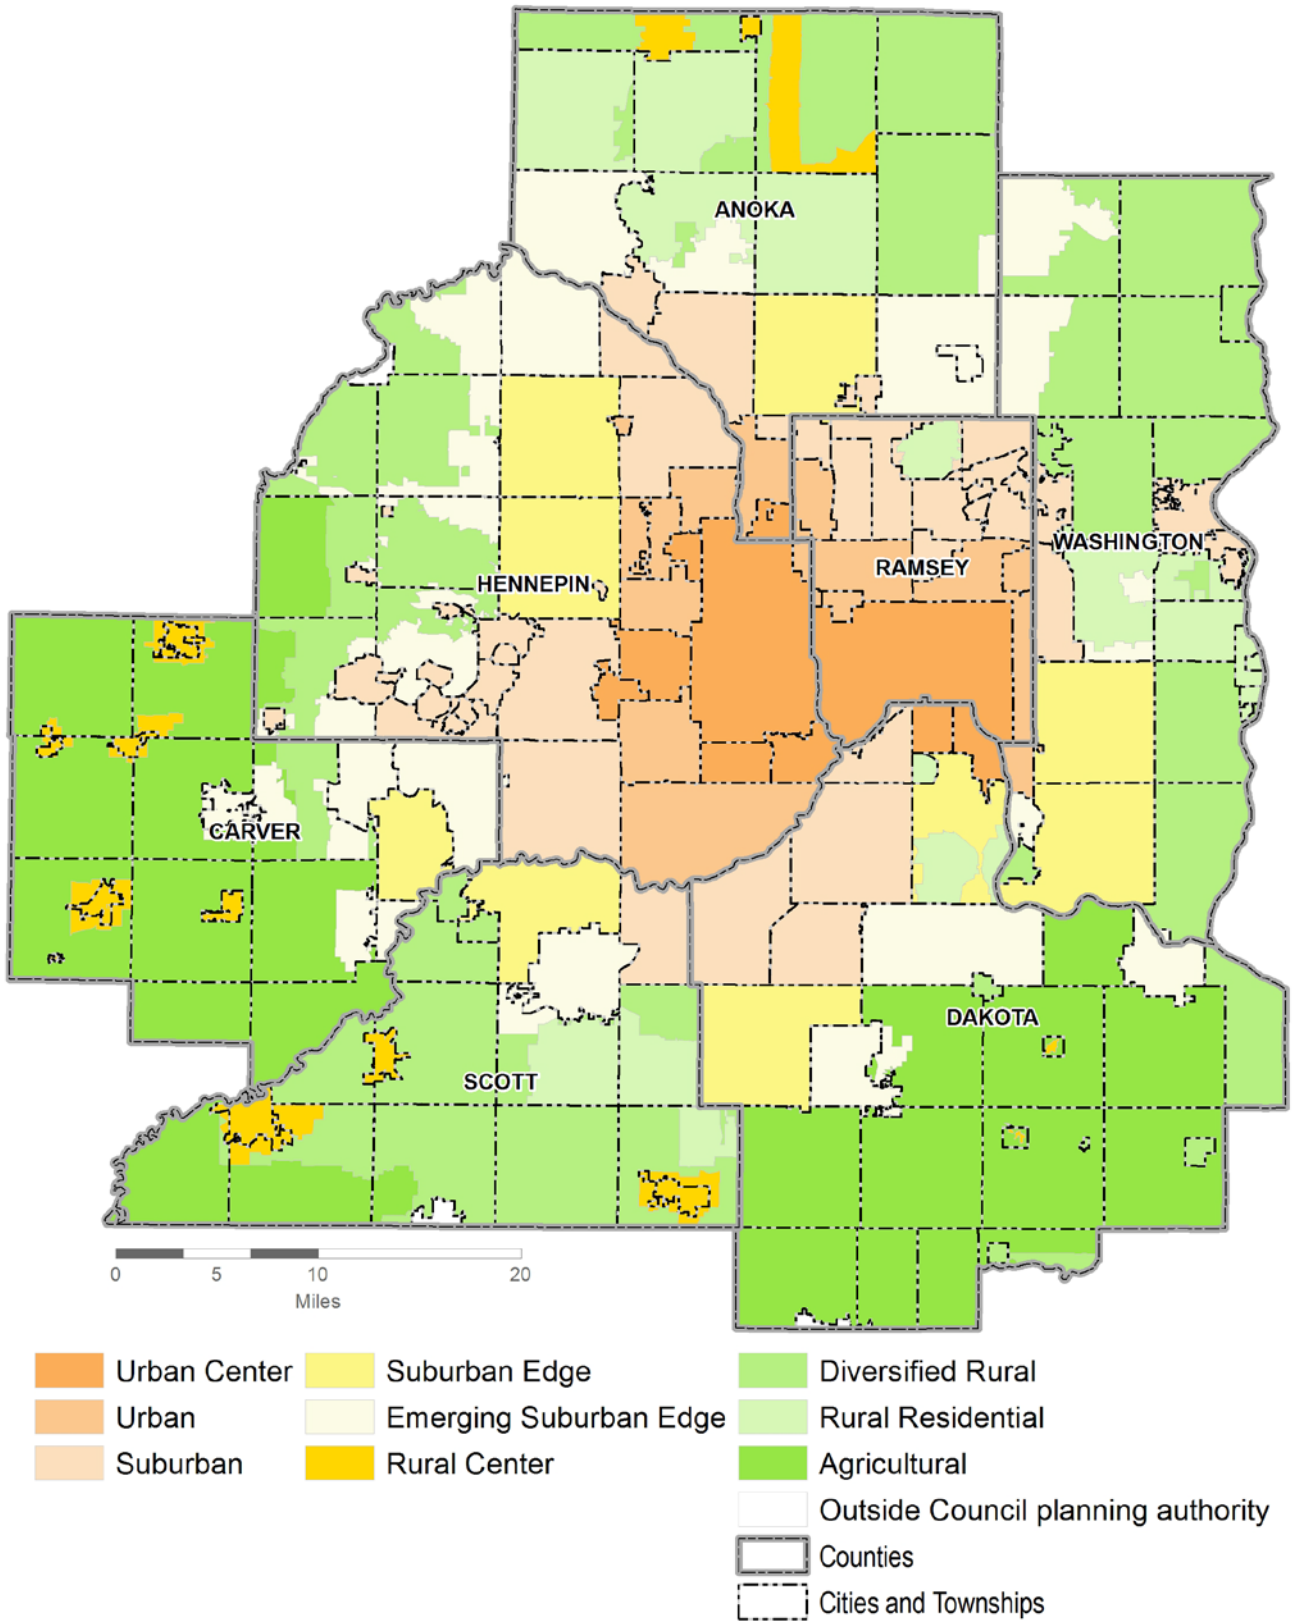 ANOKA
WASHINGTON
RAMSEY
HENNEPIN
CARVER
DAKOTA
SCOTT
0 5 10 20
Miles
Urban Center
Urban
Suburban
Suburban Edge
Emerging Suburban Edge
Rural Center
Diversified Rural
Rural Residential
Agricultural
Outside Council planning authority
Counties
Cities and Townships